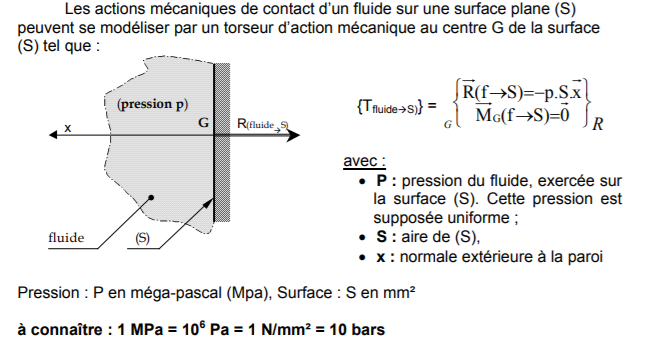 Les actions mécaniques de contact d'un fluide sur une surface plane (S)
peuvent se modéliser par un torseur d'action mécanique au centre G de la surface
(S) tel que :
(pression p)
x
G
R(fluide→S)
fluide
(S)
{Tfluide→S)} = G { R⃗(f→S)=–p.S.x⃗
M⃗G(f→S)=0⃗ } R
avec :
• P : pression du fluide, exercée sur
la surface (S). Cette pression est
supposée uniforme ;
• S : aire de (S),
• x : normale extérieure à la paroi
Pression : P en méga-pascal (Mpa), Surface : S en mm²
à connaître : 1 MPa = 10⁶ Pa = 1 N/mm² = 10 bars